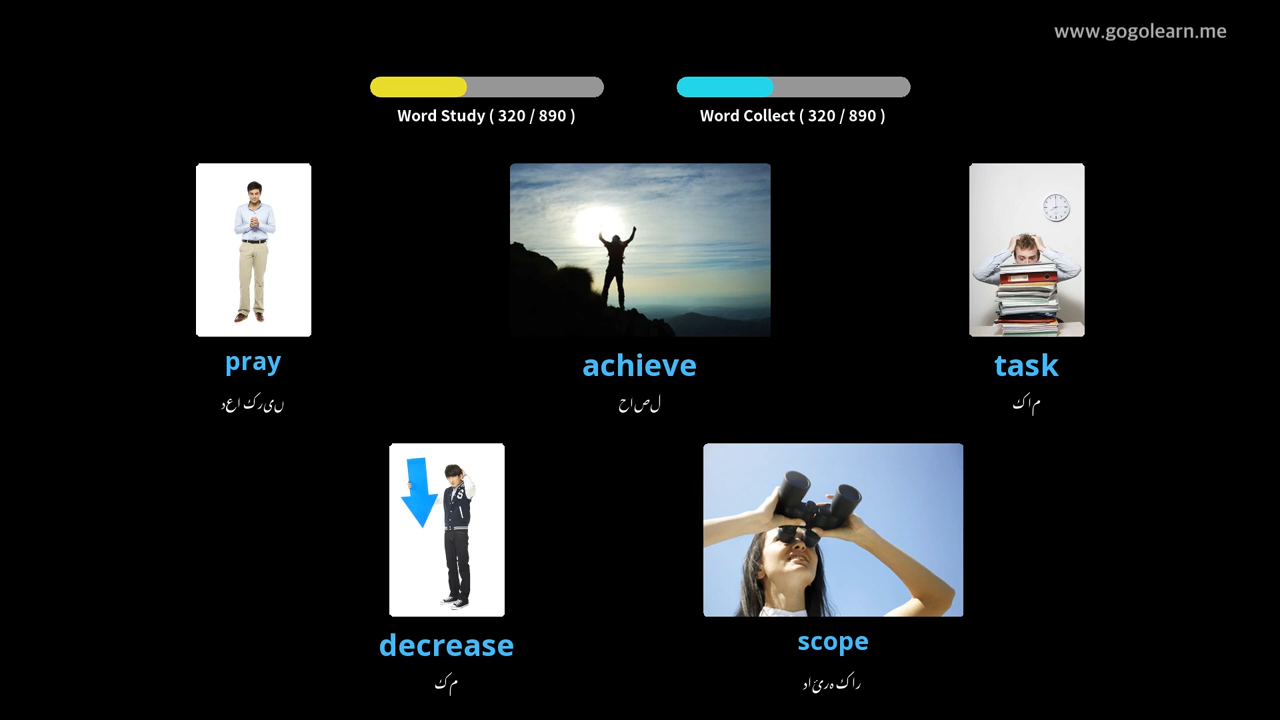 www.gogolearn.me
Word Study ( 320 / 890 )
Word Collect ( 320 / 890 )
pray
دعا کریں
achieve
حاصل
task
کام
decrease
کم
scope
دائرہ کار